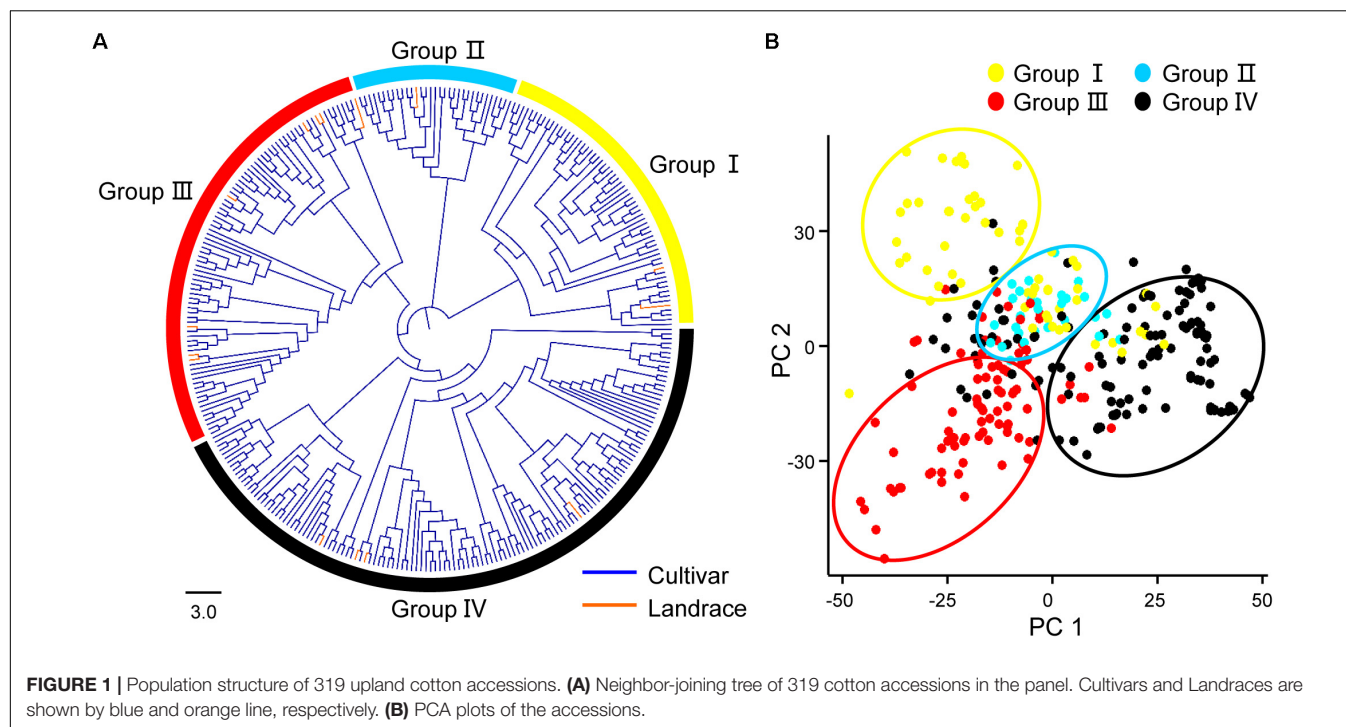 A
Group Ⅱ
Group Ⅰ
Group Ⅲ
Group Ⅳ
3.0
Cultivar
Landrace
B
Group Ⅰ
Group Ⅱ
Group Ⅲ
Group Ⅳ
PC 2
30
0
-30
-50
-25
0
25
50
PC 1
FIGURE 1 | Population structure of 319 upland cotton accessions. (A) Neighbor-joining tree of 319 cotton accessions in the panel. Cultivars and Landraces are
shown by blue and orange line, respectively. (B) PCA plots of the accessions.